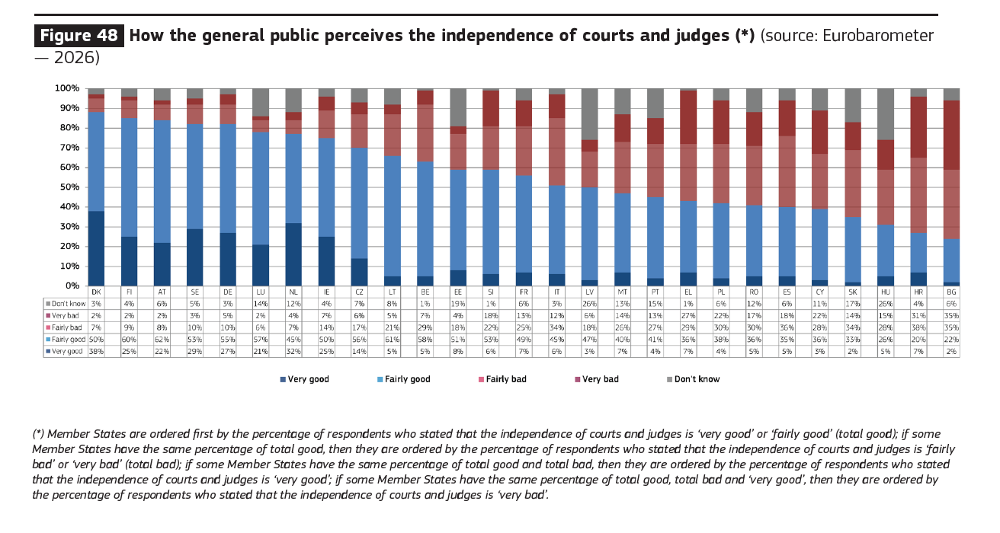 Figure 48 How the general public perceives the independence of courts and judges (*) (source: Eurobarometer
— 2026)
100%
90%
80%
70%
60%
50%
40%
30%
20%
10%
0%
DK FI AT SE DE LU NL IE CZ LT BE EE SI FR IT LV MT PT EL PL RO ES CY SK HU HR BG
Don't know 3% 4% 6% 5% 3% 14% 12% 4% 7% 8% 1% 19% 1% 6% 3% 26% 13% 15% 1% 6% 12% 6% 11% 17% 26% 4% 6%
Very bad 2% 2% 2% 3% 5% 2% 4% 7% 6% 5% 7% 4% 18% 13% 12% 6% 14% 13% 27% 22% 17% 18% 22% 14% 15% 31% 35%
Fairly bad 7% 9% 8% 10% 10% 6% 7% 14% 17% 21% 29% 18% 22% 25% 34% 18% 26% 27% 29% 30% 30% 36% 28% 34% 28% 38% 35%
Fairly good 50% 60% 62% 53% 55% 57% 45% 50% 56% 61% 58% 51% 53% 49% 45% 47% 40% 41% 36% 38% 36% 35% 36% 33% 26% 20% 22%
Very good 38% 25% 22% 29% 27% 21% 32% 25% 14% 5% 5% 8% 6% 7% 6% 3% 7% 4% 7% 4% 5% 5% 3% 2% 5% 7% 2%
Very good Fairly good Fairly bad Very bad Don't know
(*) Member States are ordered first by the percentage of respondents who stated that the independence of courts and judges is ‘very good’ or ‘fairly good’ (total good); if some
Member States have the same percentage of total good, then they are ordered by the percentage of respondents who stated that the independence of courts and judges is ‘fairly
bad’ or ‘very bad’ (total bad); if some Member States have the same percentage of total good and total bad, then they are ordered by the percentage of respondents who stated
that the independence of courts and judges is ‘very good’; if some Member States have the same percentage of total good, total bad and ‘very good’, then they are ordered by
the percentage of respondents who stated that the independence of courts and judges is ‘very bad’.